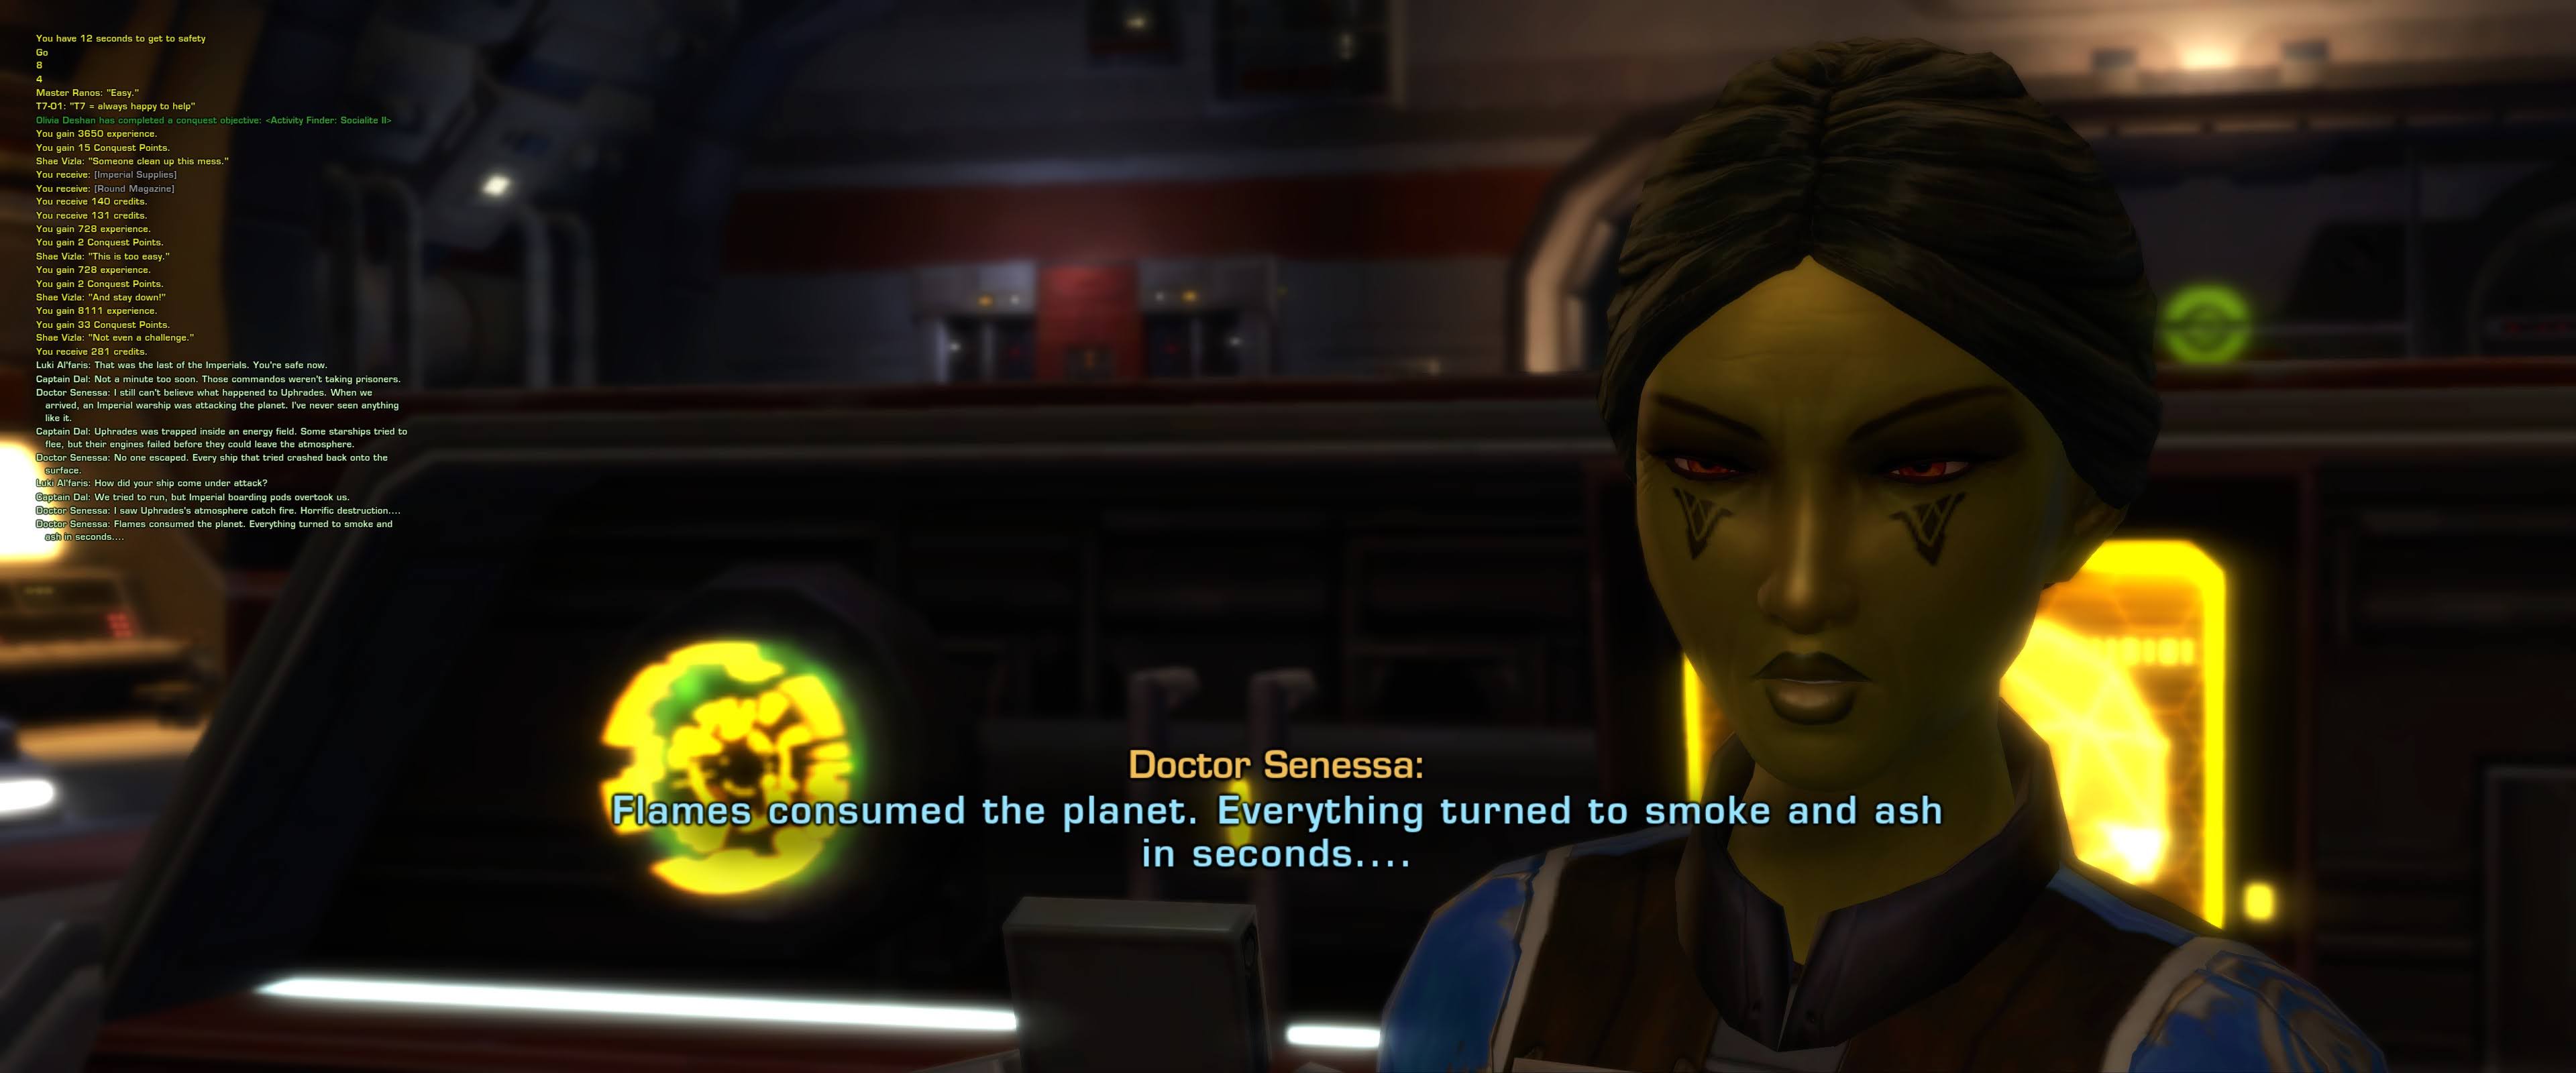 You have 12 seconds to get to safety
Go
8
4
Master Ranos: "Easy."
T7-01: "T7 = always happy to help"
Olivia Deshan has completed a conquest objective: <Activity Finder: Socialite II>
You gain 3650 experience.
You gain 15 Conquest Points.
Shae Vizla: "Someone clean up this mess."
You receive: [Imperial Supplies]
You receive: [Round Magazine]
You receive 140 credits.
You receive 131 credits.
You gain 728 experience.
You gain 2 Conquest Points.
Shae Vizla: "This is too easy."
You gain 728 experience.
You gain 2 Conquest Points.
Shae Vizla: "And stay down!"
You gain 8111 experience.
You gain 33 Conquest Points.
Shae Vizla: "Not even a challenge."
You receive 281 credits.
Luki Al'faris: That was the last of the Imperials. You're safe now.
Captain Dal: Not a minute too soon. Those commandos weren't taking prisoners.
Doctor Senessa: I still can't believe what happened to Uphrades. When we
arrived, an Imperial warship was attacking the planet. I've never seen anything
like it.
Captain Dal: Uphrades was trapped inside an energy field. Some starships tried to
flee, but their engines failed before they could leave the atmosphere.
Doctor Senessa: No one escaped. Every ship that tried crashed back onto the
surface.
Luki Al'faris: How did your ship come under attack?
Captain Dal: We tried to run, but Imperial boarding pods overtook us.
Doctor Senessa: I saw Uphrades's atmosphere catch fire. Horrific destruction....
Doctor Senessa: Flames consumed the planet. Everything turned to smoke and
ash in seconds....
Doctor Senessa:
Flames consumed the planet. Everything turned to smoke and ash
in seconds....